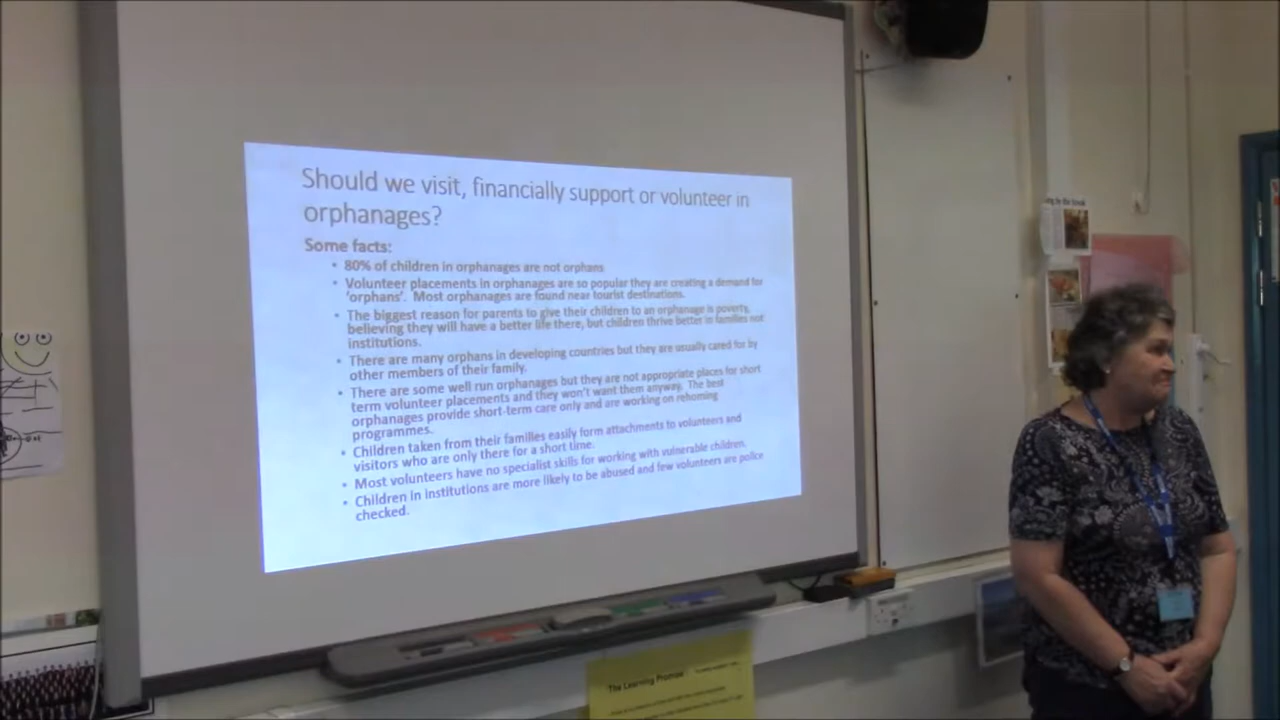 Should we visit, financially support or volunteer in
orphanages?
Some facts:
• 80% of children in orphanages are not orphans
• Volunteer placements in orphanages are so popular they are creating a demand for
'orphans'. Most orphanages are found near tourist destinations.
• The biggest reason for parents to give their children to an orphanage is poverty,
believing they will have a better life there, but children thrive better in families not
institutions.
• There are many orphans in developing countries but they are usually cared for by
other members of their family.
• There are some well run orphanages but they are not appropriate places for short
term volunteer placements and they won't want them anyway. The best
orphanages provide short-term care only and are working on rehoming
programmes.
• Children taken from their families easily form attachments to volunteers and
visitors who are only there for a short time.
• Most volunteers have no specialist skills for working with vulnerable children.
• Children in institutions are more likely to be abused and few volunteers are police
checked.
The Learning Promise